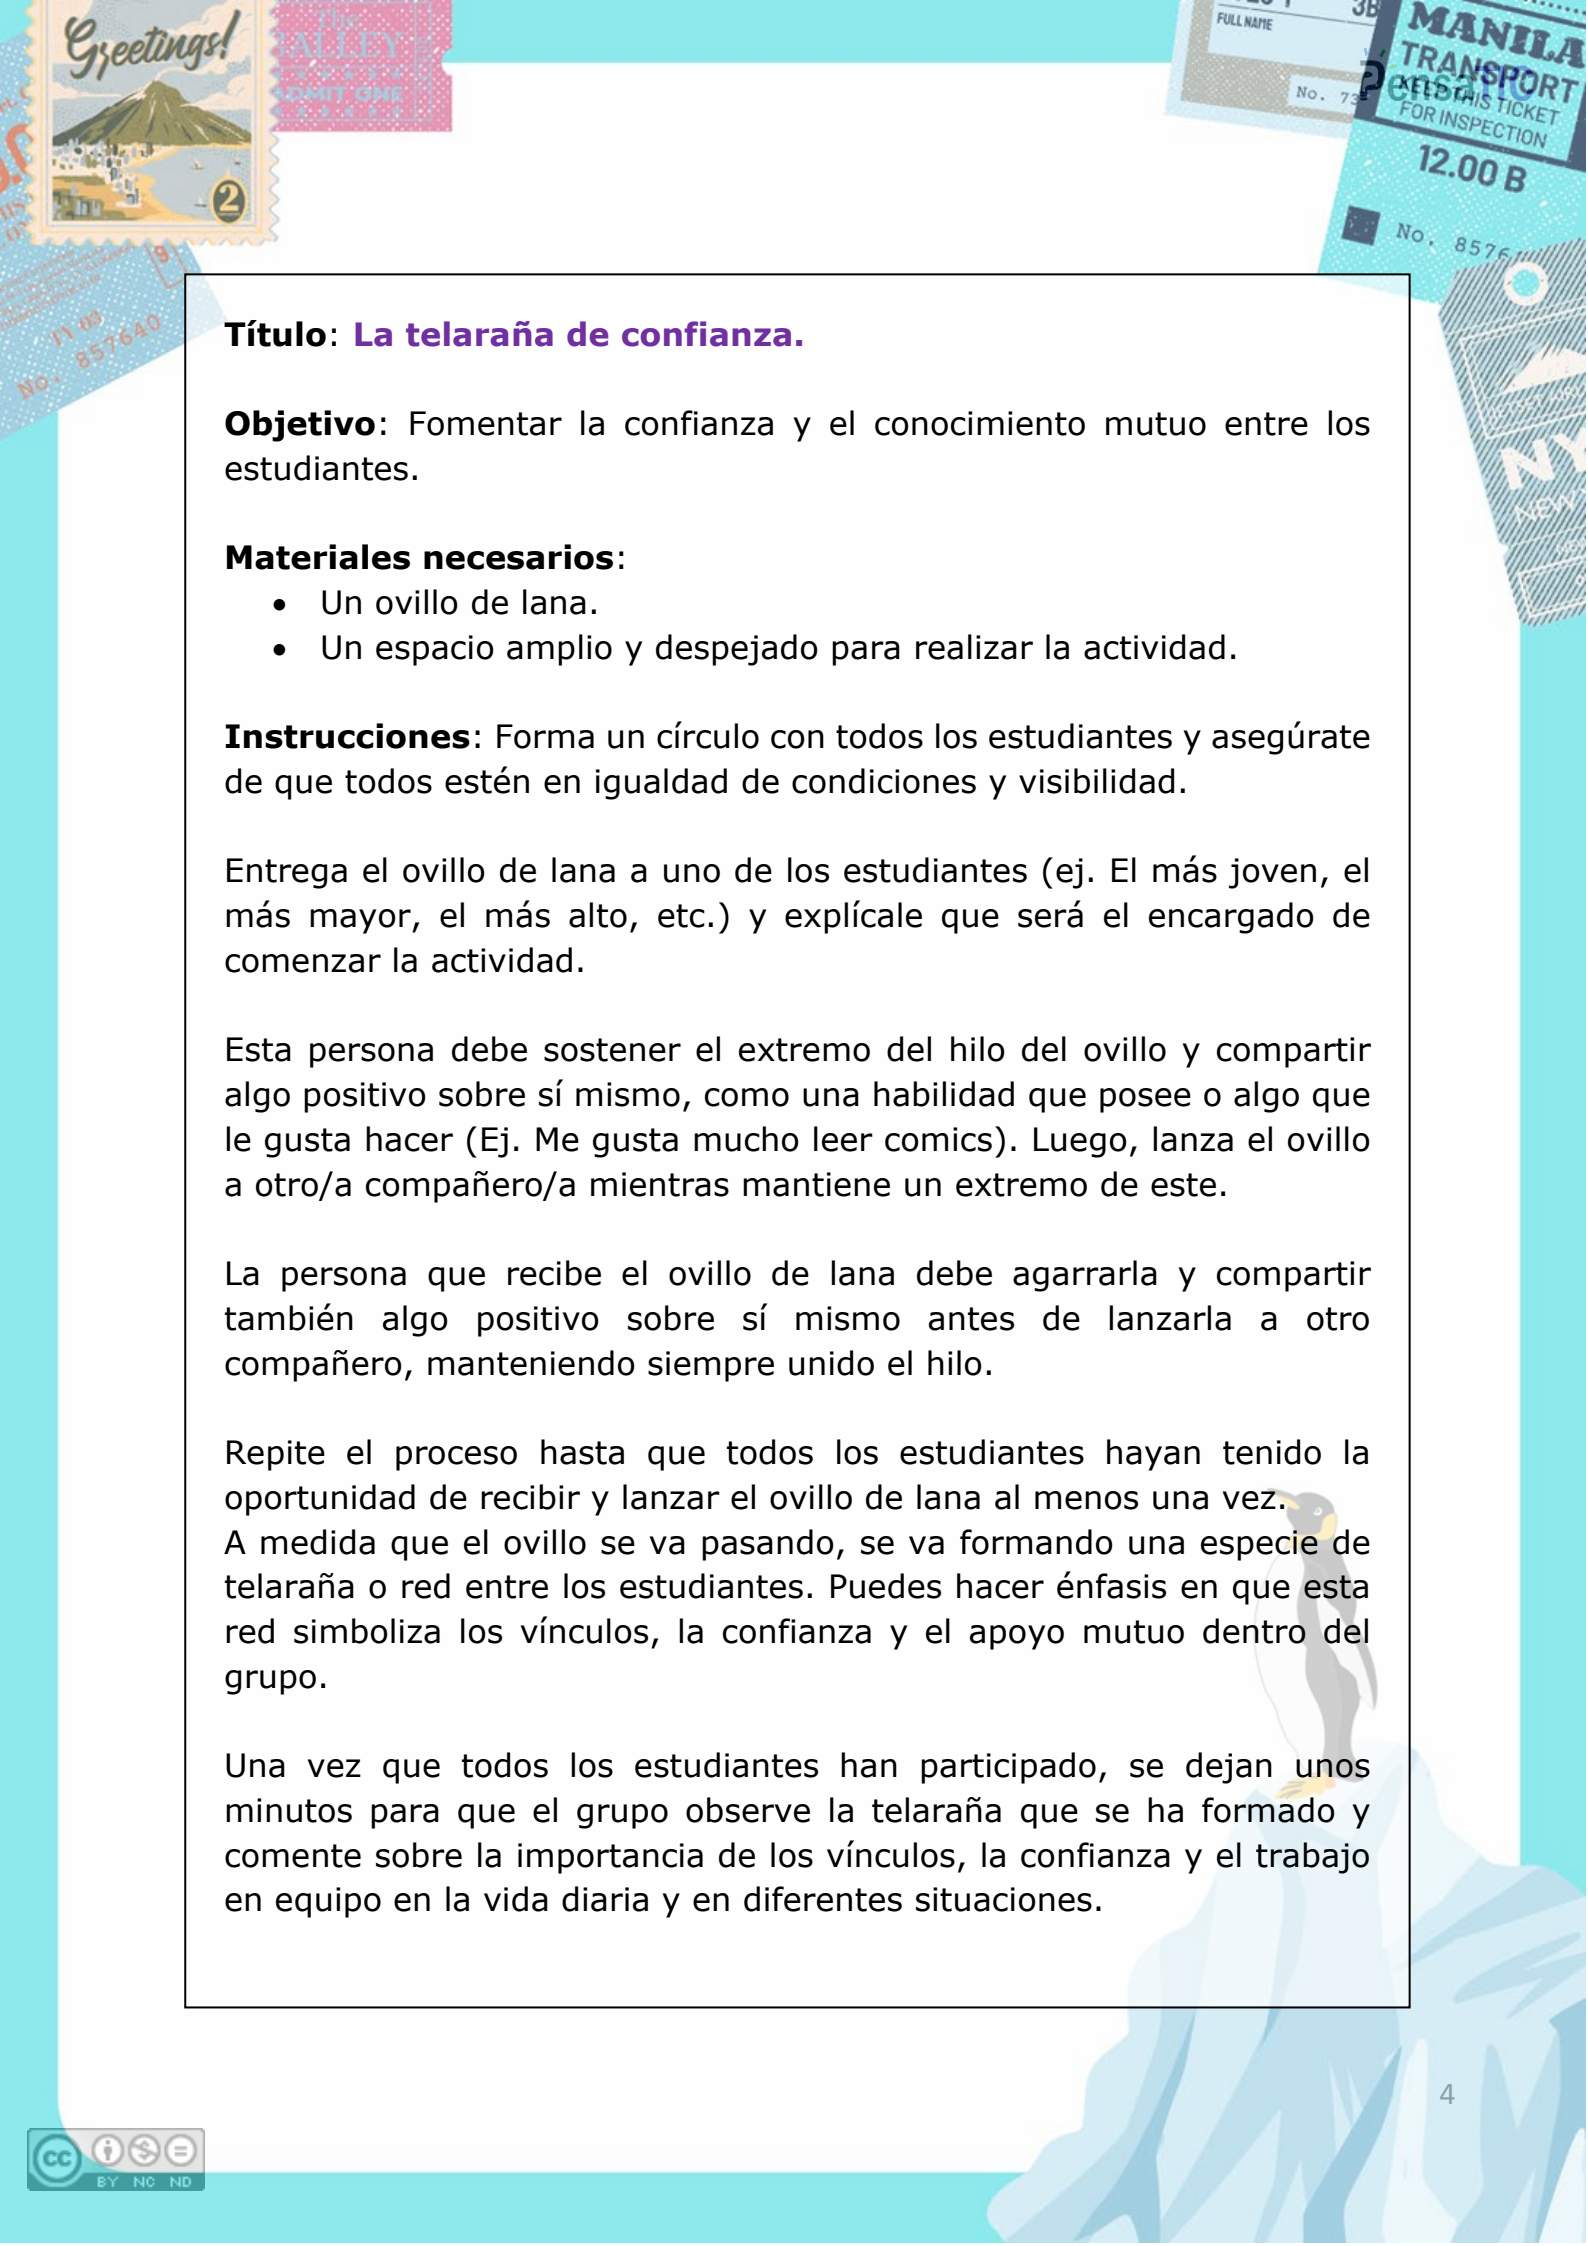 Greetings!
2
The
VALLEY
ADMIT ONE
No. 857640
3B
FULL NAME
No. 73
MANILA
TRANSPORT
KEEP THIS TICKET
FOR INSPECTION
12.00 B
No. 8576
PensaTIC
NY
NEW
Título: La telaraña de confianza.
Objetivo: Fomentar la confianza y el conocimiento mutuo entre los
estudiantes.
Materiales necesarios:
• Un ovillo de lana.
• Un espacio amplio y despejado para realizar la actividad.
Instrucciones: Forma un círculo con todos los estudiantes y asegúrate
de que todos estén en igualdad de condiciones y visibilidad.
Entrega el ovillo de lana a uno de los estudiantes (ej. El más joven, el
más mayor, el más alto, etc.) y explícale que será el encargado de
comenzar la actividad.
Esta persona debe sostener el extremo del hilo del ovillo y compartir
algo positivo sobre sí mismo, como una habilidad que posee o algo que
le gusta hacer (Ej. Me gusta mucho leer comics). Luego, lanza el ovillo
a otro/a compañero/a mientras mantiene un extremo de este.
La persona que recibe el ovillo de lana debe agarrarla y compartir
también algo positivo sobre sí mismo antes de lanzarla a otro
compañero, manteniendo siempre unido el hilo.
Repite el proceso hasta que todos los estudiantes hayan tenido la
oportunidad de recibir y lanzar el ovillo de lana al menos una vez.
A medida que el ovillo se va pasando, se va formando una especie de
telaraña o red entre los estudiantes. Puedes hacer énfasis en que esta
red simboliza los vínculos, la confianza y el apoyo mutuo dentro del
grupo.
Una vez que todos los estudiantes han participado, se dejan unos
minutos para que el grupo observe la telaraña que se ha formado y
comente sobre la importancia de los vínculos, la confianza y el trabajo
en equipo en la vida diaria y en diferentes situaciones.
4
cc
BY NC ND